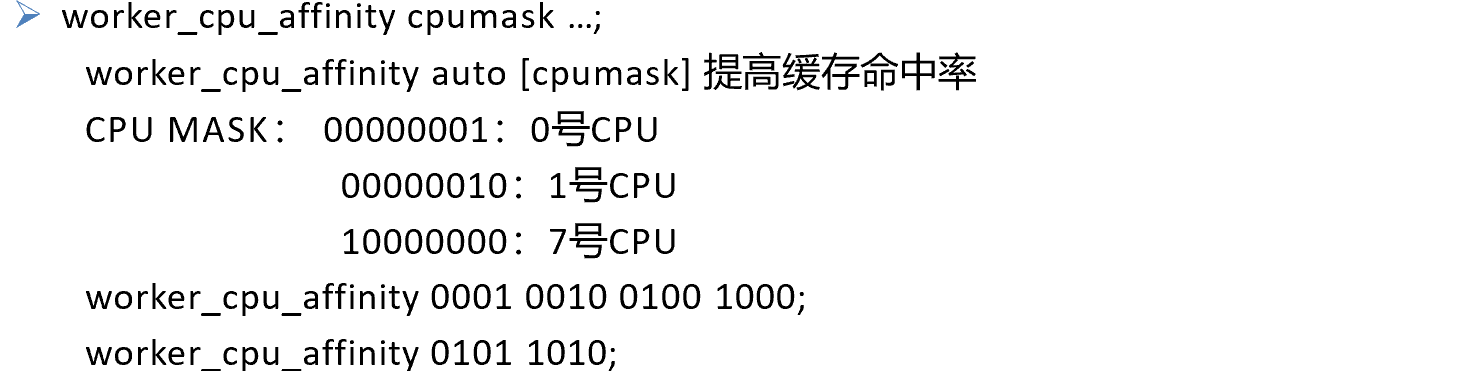 worker_cpu_affinity cpumask …;
worker_cpu_affinity auto [cpumask] 提高缓存命中率
CPU MASK： 00000001：0号CPU
00000010：1号CPU
10000000：7号CPU
worker_cpu_affinity 0001 0010 0100 1000;
worker_cpu_affinity 0101 1010;